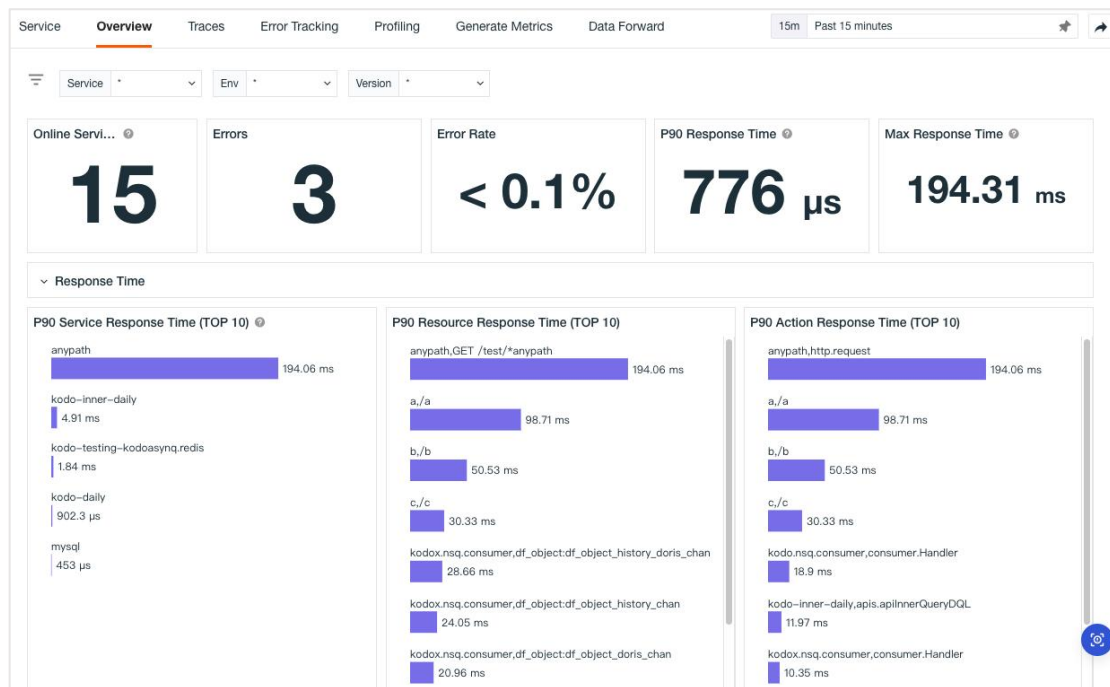 Service Overview Traces Error Tracking Profiling Generate Metrics Data Forward 15m Past 15 minutes
Service * Env * Version *
Online Servi... Errors Error Rate P90 Response Time Max Response Time
15 3 < 0.1% 776 μs 194.31 ms
Response Time
P90 Service Response Time (TOP 10)
anypath
194.06 ms
kodo-inner-daily
4.91 ms
kodo-testing-kodoasynq.redis
1.84 ms
kodo-daily
902.3 μs
mysql
453 μs
P90 Resource Response Time (TOP 10)
anypath,GET /test/*anypath
194.06 ms
a,/a
98.71 ms
b,/b
50.53 ms
c,/c
30.33 ms
kodox.nsq.consumer,df_object:df_object_history_doris_chan
28.66 ms
kodox.nsq.consumer,df_object:df_object_history_chan
24.05 ms
kodox.nsq.consumer,df_object:df_object_doris_chan
20.96 ms
P90 Action Response Time (TOP 10)
anypath,http.request
194.06 ms
a,/a
98.71 ms
b,/b
50.53 ms
c,/c
30.33 ms
kodo.nsq.consumer,consumer.Handler
18.9 ms
kodo-inner-daily,apis.apiInnerQueryDQL
11.97 ms
kodox.nsq.consumer,consumer.Handler
10.35 ms